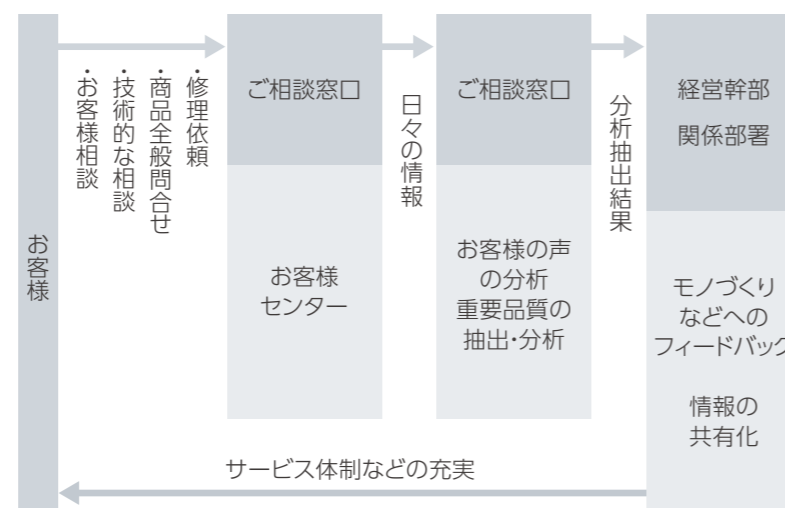 お客様
・修理依頼
・商品全般問合せ
・技術的な相談
・お客様相談
ご相談窓口
お客様
センター
日々の情報
ご相談窓口
お客様の声
の分析
重要品質の
抽出・分析
分析抽出結果
経営幹部
関係部署
モノづくり
などへの
フィードバック
情報の
共有化
サービス体制などの充実